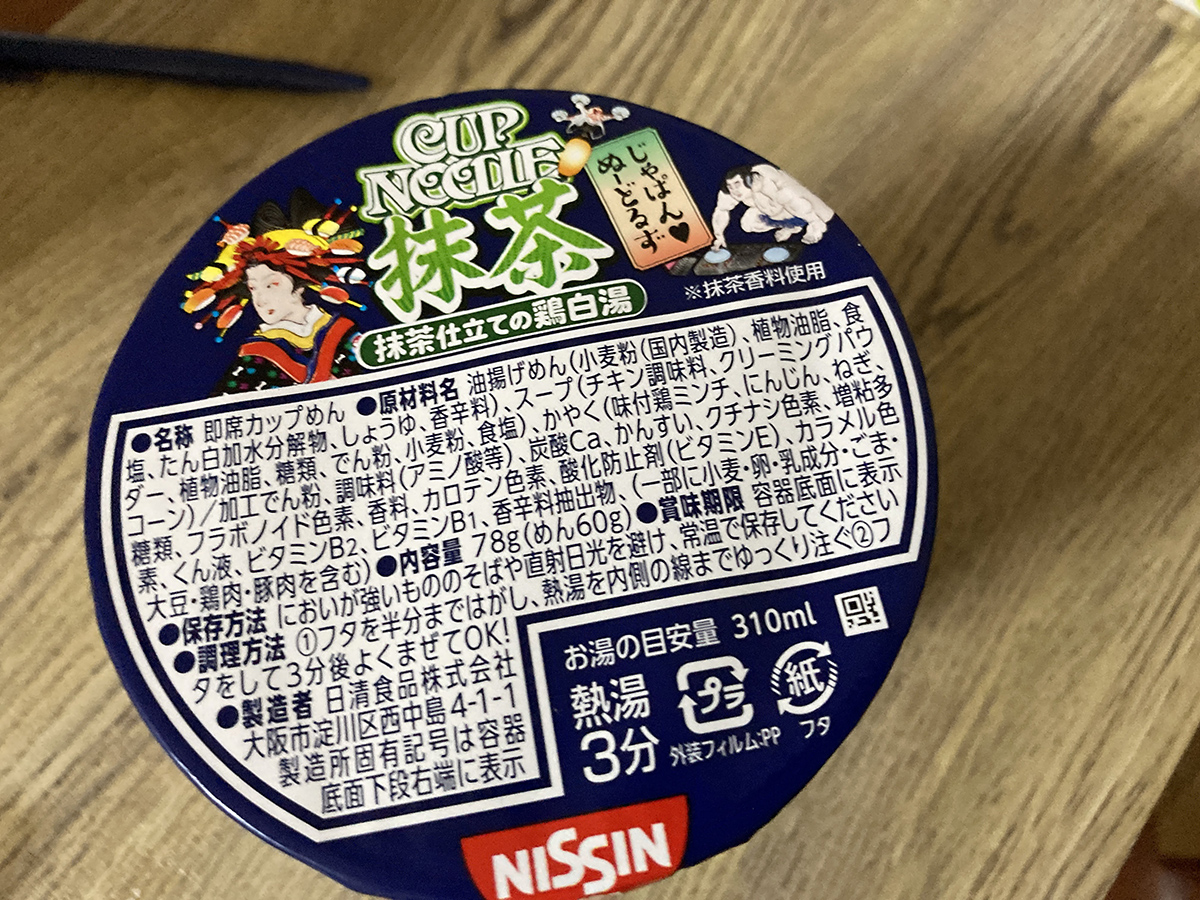 CUP
NOODLE
じゃぱん♥
ぬーどるず
抹茶
※抹茶香料使用
抹茶仕立ての鶏白湯
●名称 即席カップめん ●原材料名 油揚げめん(小麦粉(国内製造)、植物油脂、食
塩、たん白加水分解物、しょうゆ、香辛料)、スープ(チキン調味料、クリーミングパウ
ダー、植物油脂、糖類、でん粉、小麦粉、食塩)、かやく(味付鶏ミンチ、にんじん、ねぎ、
コーン)/加工でん粉、調味料(アミノ酸等)、炭酸Ca、かんすい、クチナシ色素、増粘多
糖類、フラボノイド色素、香料、カロテン色素、酸化防止剤(ビタミンE)、カラメル色
素、くん液、ビタミンB2、ビタミンB1、香辛料抽出物、(一部に小麦・卵・乳成分・ごま・
大豆・鶏肉・豚肉を含む) ●内容量 78g(めん60g) ●賞味期限 容器底面に表示
●保存方法 においが強いもののそばや直射日光を避け、常温で保存してください
●調理方法 ①フタを半分まではがし、熱湯を内側の線までゆっくり注ぐ②フ
タをして3分後よくまぜてOK!
●製造者 日清食品株式会社
大阪市淀川区西中島4-1-1
製造所固有記号は容器
底面下段右端に表示
お湯の目安量 310ml
熱湯
3分
プラ
外装フィルム:PP
紙
フタ
NISSIN